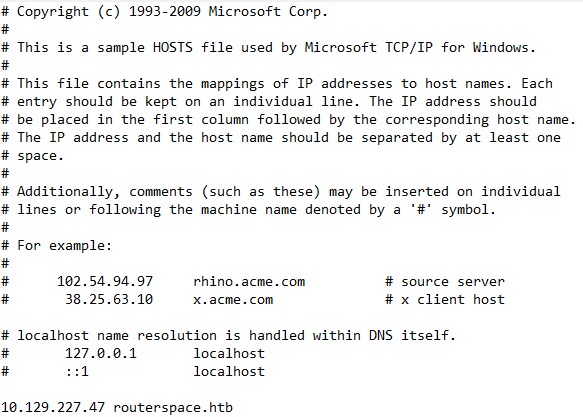 # Copyright (c) 1993-2009 Microsoft Corp.
#
# This is a sample HOSTS file used by Microsoft TCP/IP for Windows.
#
# This file contains the mappings of IP addresses to host names. Each
# entry should be kept on an individual line. The IP address should
# be placed in the first column followed by the corresponding host name.
# The IP address and the host name should be separated by at least one
# space.
#
# Additionally, comments (such as these) may be inserted on individual
# lines or following the machine name denoted by a '#' symbol.
#
# For example:
#
#      102.54.94.97     rhino.acme.com          # source server
#       38.25.63.10     x.acme.com              # x client host

# localhost name resolution is handled within DNS itself.
#       127.0.0.1       localhost
#       ::1             localhost

10.129.227.47 routerspace.htb